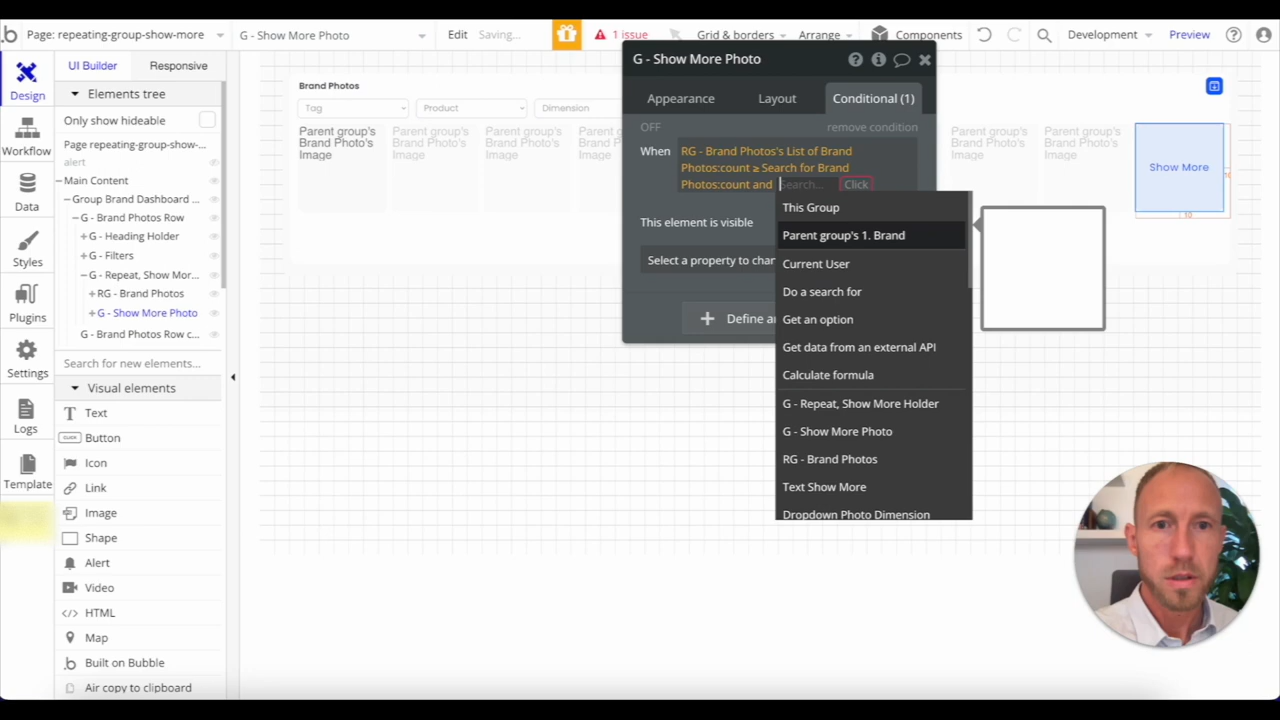 Page: repeating-group-show-more
G - Show More Photo
Edit
Saving...
1 issue
Grid & borders
Arrange
Components
Development
Preview
Design
Workflow
Data
Styles
Plugins
Settings
Logs
Template
UI Builder
Responsive
Elements tree
Only show hideable
Page repeating-group-show-...
alert
Main Content
Group Brand Dashboard ...
G - Brand Photos Row
G - Heading Holder
G - Filters
G - Repeat, Show Mor...
RG - Brand Photos
G - Show More Photo
G - Brand Photos Row c...
Search for new elements...
Visual elements
Text
CLICK Button
Icon
Link
Image
Shape
Alert
Video
HTML
Map
Built on Bubble
Air copy to clipboard
Brand Photos
Tag
Product
Dimension
Parent group's
Brand Photo's
Image
Parent group's
Brand Photo's
Image
Parent group's
Brand Photo's
Image
Parent g
Brand Ph
Image
Parent group's
Brand Photo's
Image
Parent group's
Brand Photo's
Image
Show More
10
10
G - Show More Photo
Appearance
Layout
Conditional (1)
OFF
remove condition
When
RG - Brand Photos's List of Brand
Photos:count ≥ Search for Brand
Photos:count and Search... Click
This element is visible
Select a property to chan
Define an
This Group
Parent group's 1. Brand
Current User
Do a search for
Get an option
Get data from an external API
Calculate formula
G - Repeat, Show More Holder
G - Show More Photo
RG - Brand Photos
Text Show More
Dropdown Photo Dimension